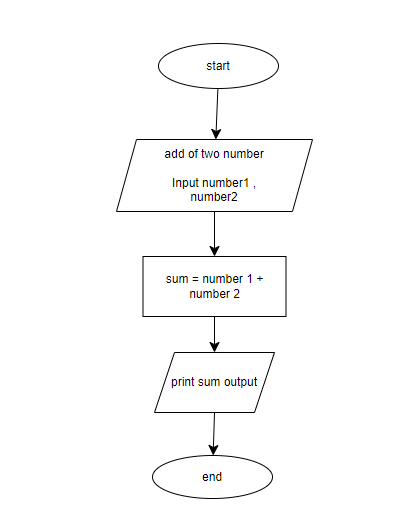 start
add of two number
Input number1 ,
number2
sum = number 1 +
number 2
print sum output
end